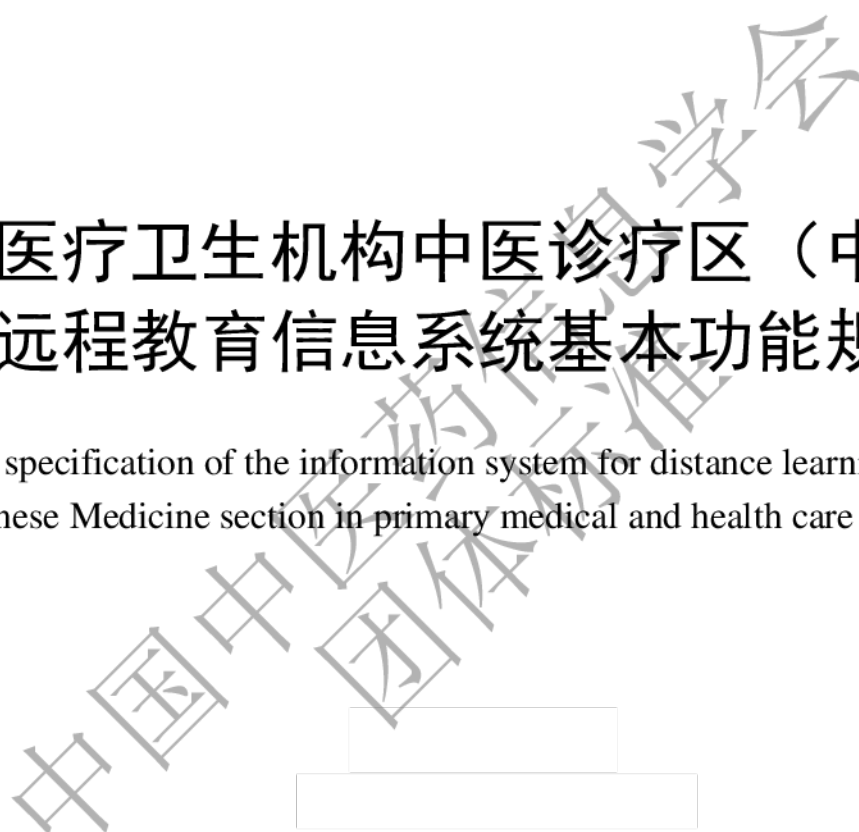 医疗卫生机构中医诊疗区（中
远程教育信息系统基本功能规
specification of the information system for distance learni
nese Medicine section in primary medical and health care
中国中医药信息学会
团体标准